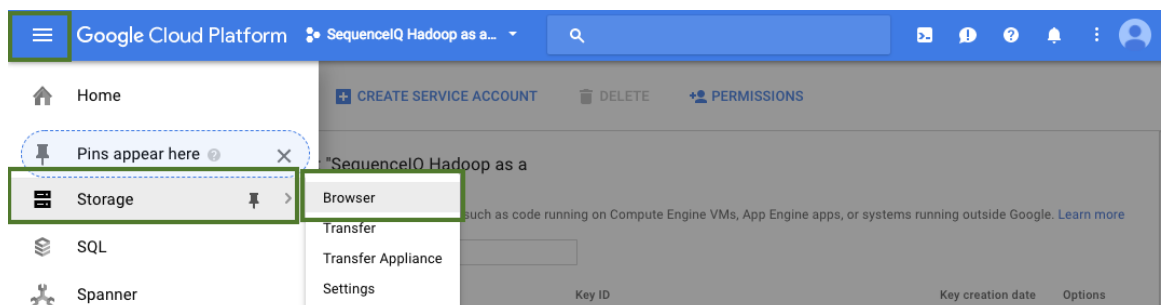 Google Cloud Platform SequenceIQ Hadoop as a...
Home
CREATE SERVICE ACCOUNT DELETE PERMISSIONS
Pins appear here
"SequenceIQ Hadoop as a
Storage
Browser
such as code running on Compute Engine VMs, App Engine apps, or systems running outside Google. Learn more
Transfer
SQL
Transfer Appliance
Settings
Spanner
Key ID Key creation date Options